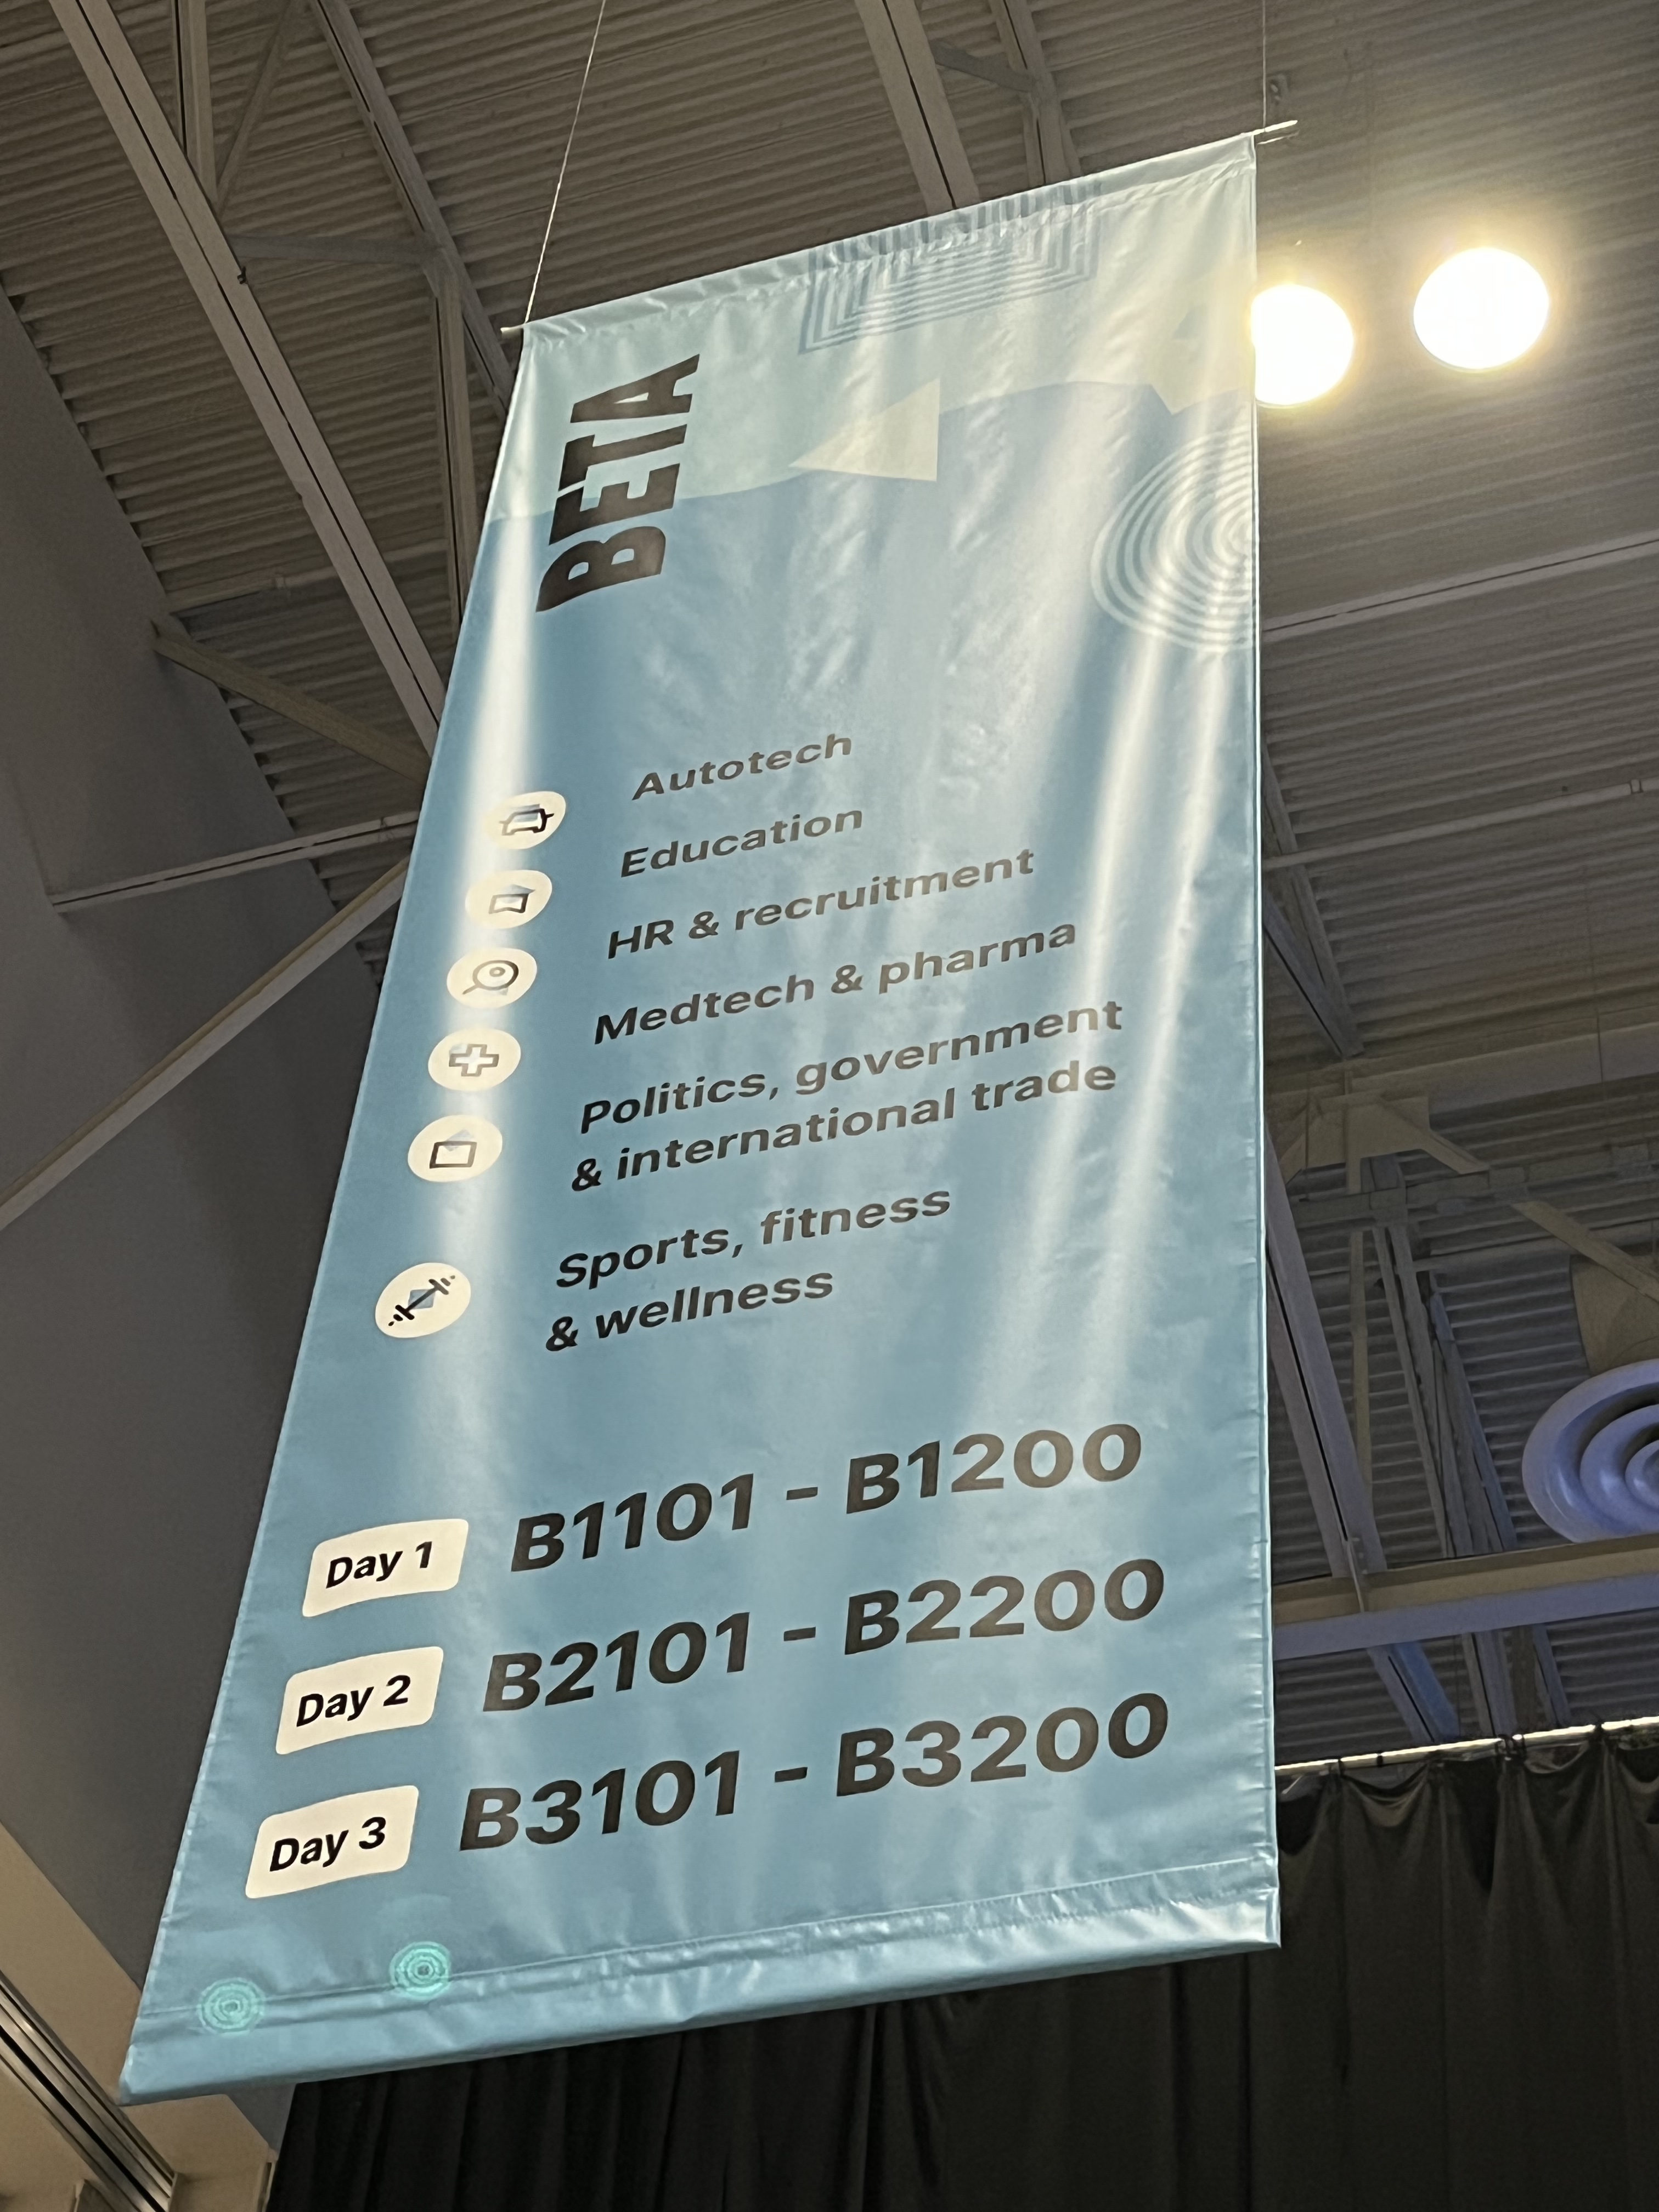 BETA
Autotech
Education
HR & recruitment
Medtech & pharma
Politics, government
& international trade
Sports, fitness
& wellness
Day 1 B1101 - B1200
Day 2 B2101 - B2200
Day 3 B3101 - B3200